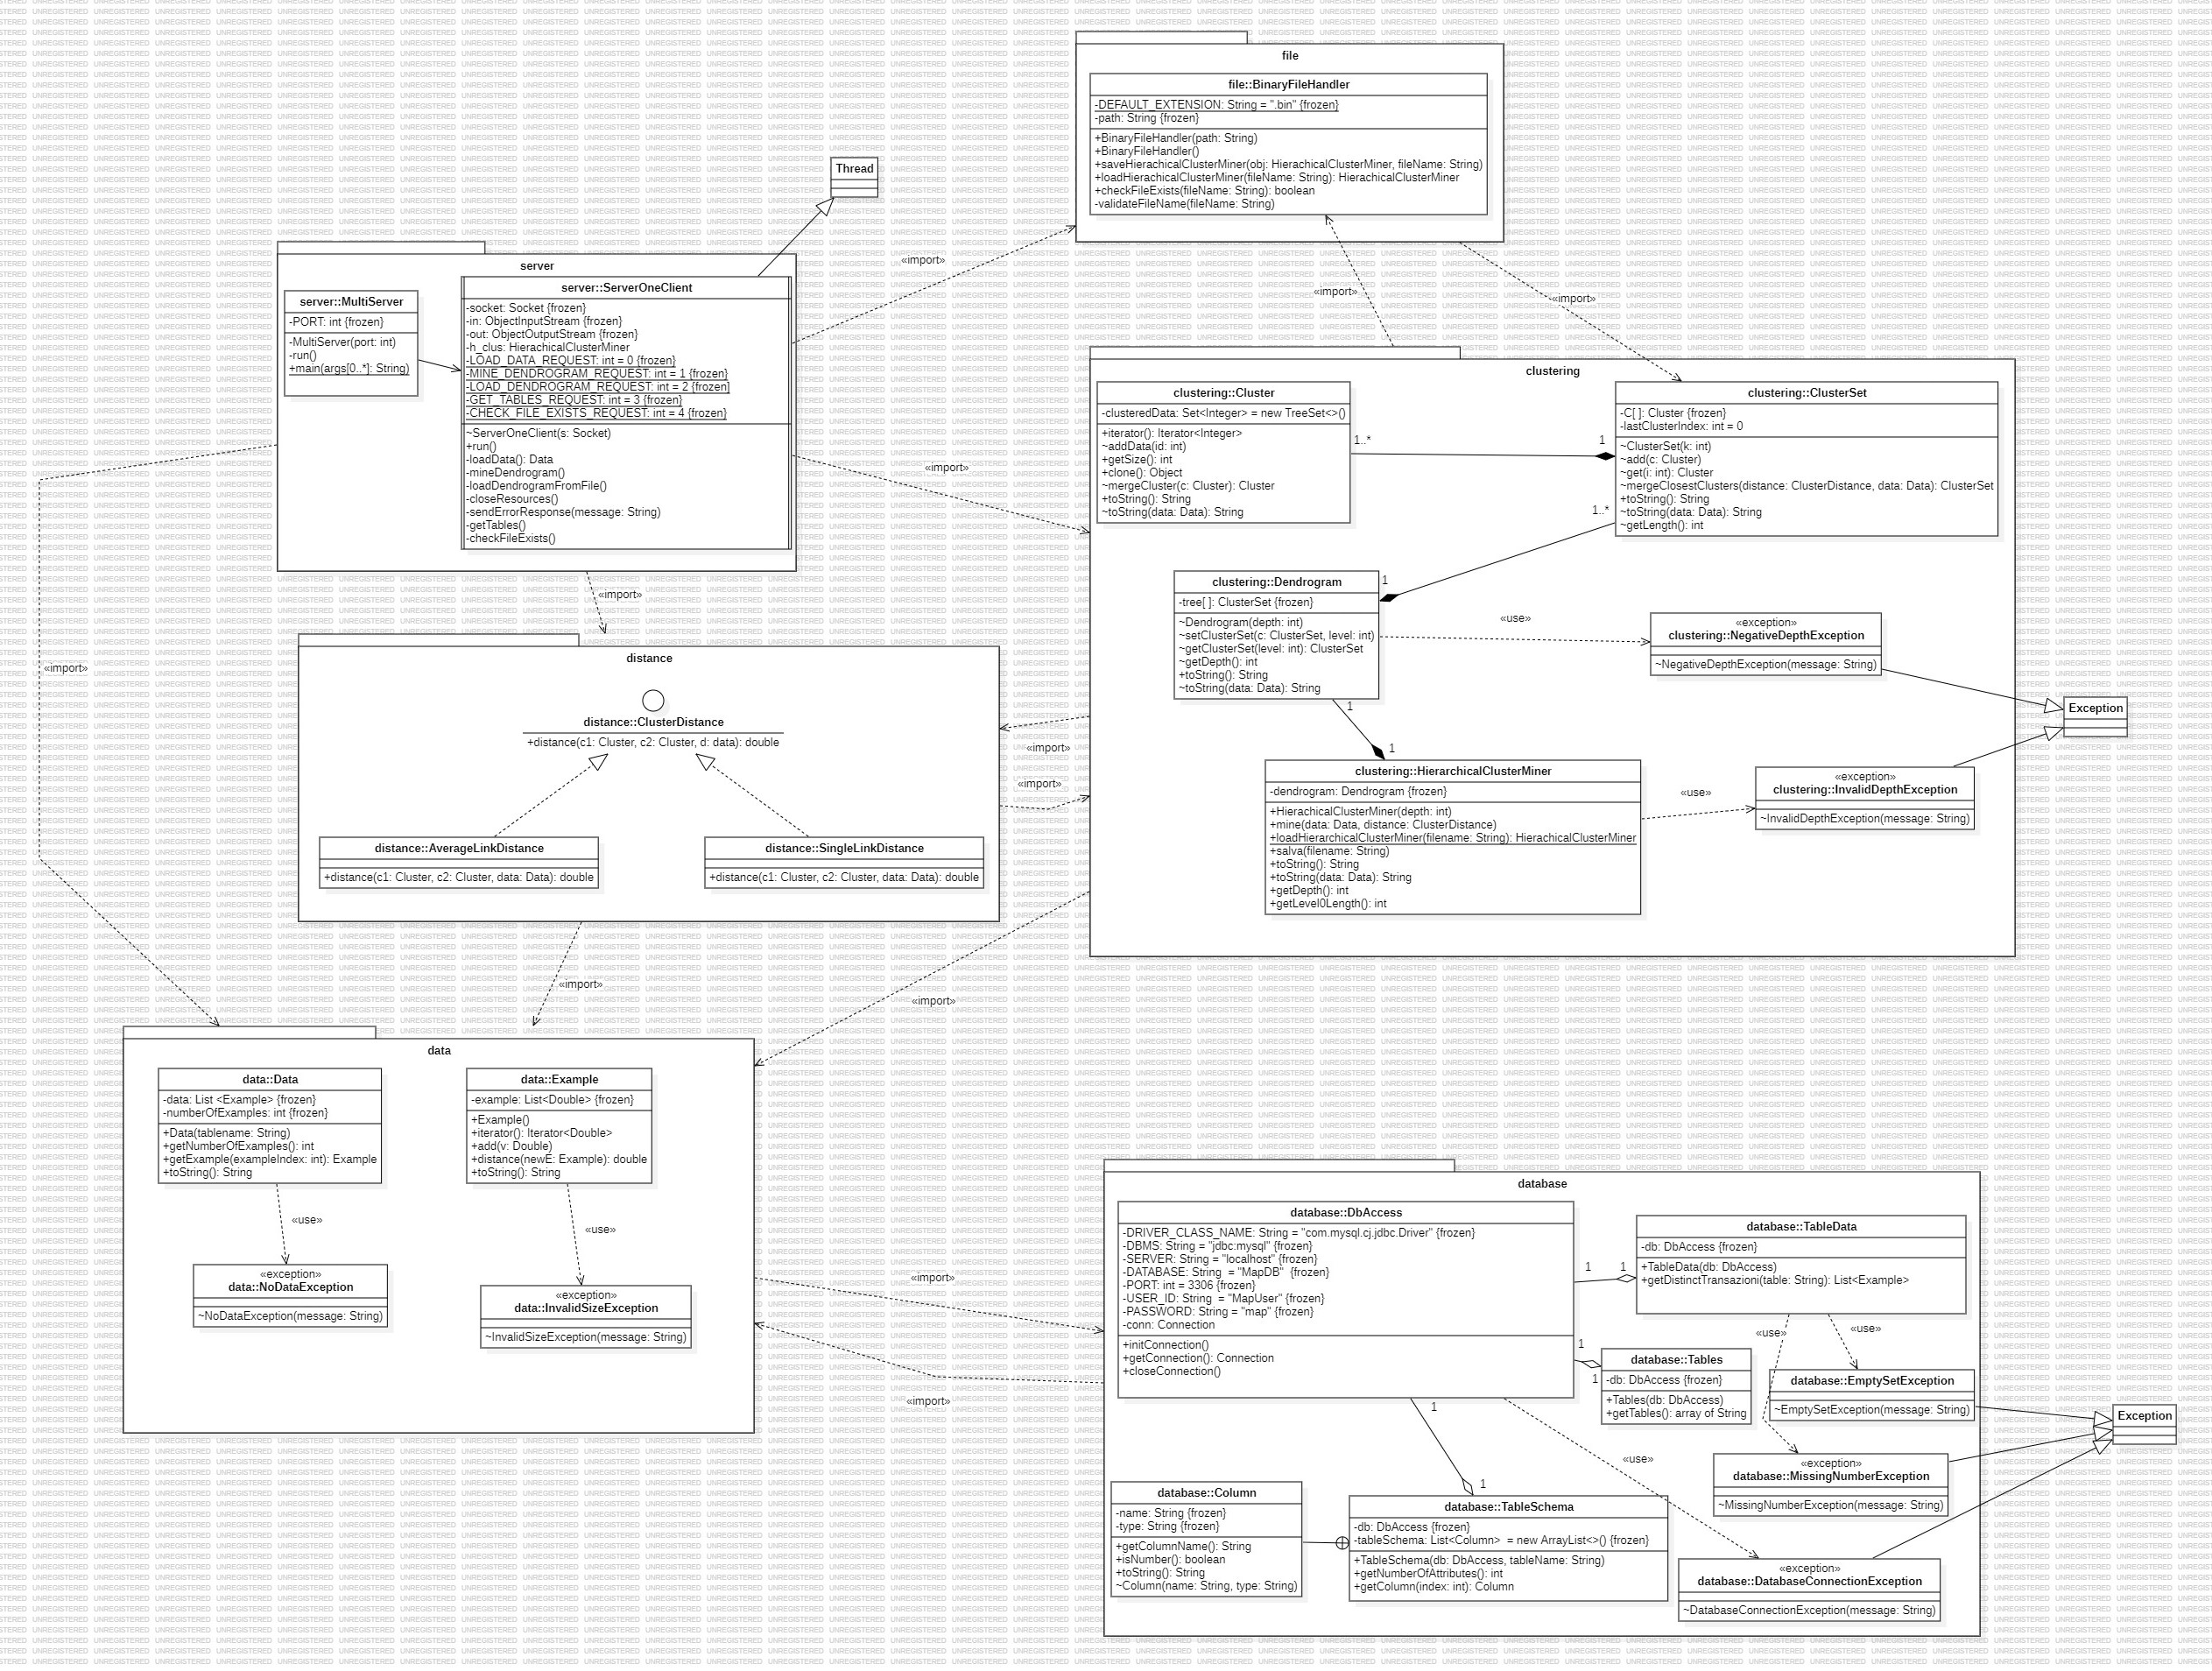 file
file::BinaryFileHandler
-DEFAULT_EXTENSION: String = ".bin" {frozen}
-path: String {frozen}
+BinaryFileHandler(path: String)
+BinaryFileHandler()
+saveHierachicalClusterMiner(obj: HierachicalClusterMiner, fileName: String)
+loadHierachicalClusterMiner(fileName: String): HierachicalClusterMiner
+checkFileExists(fileName: String): boolean
-validateFileName(fileName: String)
Thread
server
server::MultiServer
-PORT: int {frozen}
-MultiServer(port: int)
-run()
+main(args[0..*]: String)
server::ServerOneClient
-socket: Socket {frozen}
-in: ObjectInputStream {frozen}
-out: ObjectOutputStream {frozen}
-h_clus: HierachicalClusterMiner
-LOAD_DATA_REQUEST: int = 0 {frozen}
-MINE_DENDROGRAM_REQUEST: int = 1 {frozen}
-LOAD_DENDROGRAM_REQUEST: int = 2 {frozen}
-GET_TABLES_REQUEST: int = 3 {frozen}
-CHECK_FILE_EXISTS_REQUEST: int = 4 {frozen}
~ServerOneClient(s: Socket)
+run()
-loadData(): Data
-mineDendrogram()
-loadDendrogramFromFile()
-closeResources()
-sendErrorResponse(message: String)
-getTables()
-checkFileExists()
«import»
«import»
«import»
«import»
«import»
«import»
clustering
clustering::Cluster
-clusteredData: Set<Integer> = new TreeSet<>()
+iterator(): Iterator<Integer>
~addData(id: int)
+getSize(): int
+clone(): Object
~mergeCluster(c: Cluster): Cluster
+toString(): String
~toString(data: Data): String
1..*
1
clustering::ClusterSet
-C[ ]: Cluster {frozen}
-lastClusterIndex: int = 0
~ClusterSet(k: int)
~add(c: Cluster)
~get(i: int): Cluster
~mergeClosestClusters(distance: ClusterDistance, data: Data): ClusterSet
+toString(): String
~toString(data: Data): String
~getLength(): int
1..*
1
clustering::Dendrogram
-tree[ ]: ClusterSet {frozen}
~Dendrogram(depth: int)
~setClusterSet(c: ClusterSet, level: int)
~getClusterSet(level: int): ClusterSet
~getDepth(): int
+toString(): String
~toString(data: Data): String
«use»
«exception»
clustering::NegativeDepthException
~NegativeDepthException(message: String)
Exception
1
1
clustering::HierarchicalClusterMiner
-dendrogram: Dendrogram {frozen}
+HierachicalClusterMiner(depth: int)
+mine(data: Data, distance: ClusterDistance)
+loadHierarchicalClusterMiner(filename: String): HierachicalClusterMiner
+salva(filename: String)
+toString(): String
+toString(data: Data): String
+getDepth(): int
+getLevel0Length(): int
«use»
«exception»
clustering::InvalidDepthException
~InvalidDepthException(message: String)
distance
distance::ClusterDistance
+distance(c1: Cluster, c2: Cluster, d: data): double
distance::AverageLinkDistance
+distance(c1: Cluster, c2: Cluster, data: Data): double
distance::SingleLinkDistance
+distance(c1: Cluster, c2: Cluster, data: Data): double
«import»
«import»
«import»
«import»
data
data::Data
-data: List <Example> {frozen}
-numberOfExamples: int {frozen}
+Data(tablename: String)
+getNumberOfExamples(): int
+getExample(exampleIndex: int): Example
+toString(): String
data::Example
-example: List<Double> {frozen}
+Example()
+iterator(): Iterator<Double>
+add(v: Double)
+distance(newE: Example): double
+toString(): String
«use»
«use»
«exception»
data::NoDataException
~NoDataException(message: String)
«exception»
data::InvalidSizeException
~InvalidSizeException(message: String)
«import»
«import»
database
database::DbAccess
-DRIVER_CLASS_NAME: String = "com.mysql.cj.jdbc.Driver" {frozen}
-DBMS: String = "jdbc:mysql" {frozen}
-SERVER: String = "localhost" {frozen}
-DATABASE: String = "MapDB" {frozen}
-PORT: int = 3306 {frozen}
-USER_ID: String = "MapUser" {frozen}
-PASSWORD: String = "map" {frozen}
-conn: Connection
+initConnection()
+getConnection(): Connection
+closeConnection()
1
1
database::TableData
-db: DbAccess {frozen}
+TableData(db: DbAccess)
+getDistinctTransazioni(table: String): List<Example>
«use»
«use»
1
1
database::Tables
-db: DbAccess {frozen}
+Tables(db: DbAccess)
+getTables(): array of String
database::EmptySetException
~EmptySetException(message: String)
Exception
«exception»
database::MissingNumberException
~MissingNumberException(message: String)
1
1
«use»
database::Column
-name: String {frozen}
-type: String {frozen}
+getColumnName(): String
+isNumber(): boolean
+toString(): String
~Column(name: String, type: String)
database::TableSchema
-db: DbAccess {frozen}
-tableSchema: List<Column> = new ArrayList<>() {frozen}
+TableSchema(db: DbAccess, tableName: String)
+getNumberOfAttributes(): int
+getColumn(index: int): Column
«exception»
database::DatabaseConnectionException
~DatabaseConnectionException(message: String)
UNREGISTERED